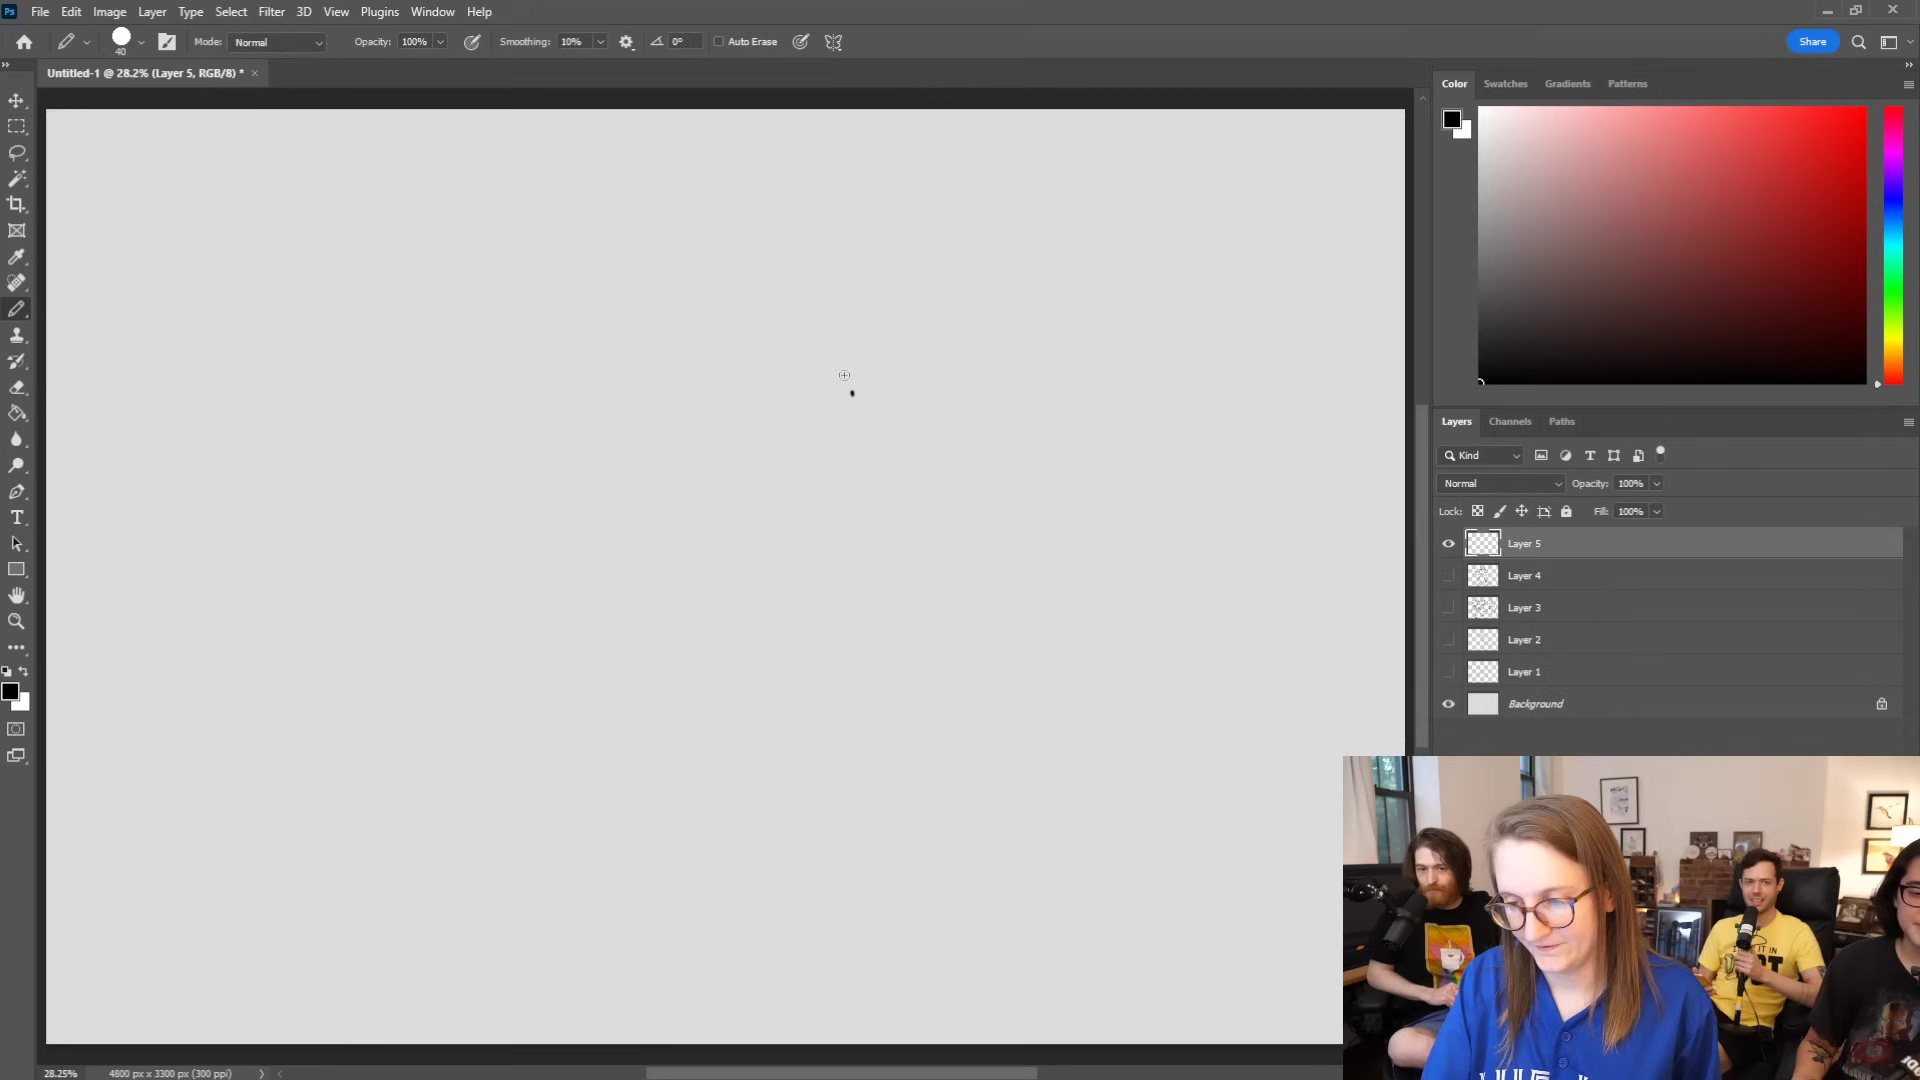 Ps File Edit Image Layer Type Select Filter 3D View Plugins Window Help
40 Mode: Normal Opacity: 100% Smoothing: 10% 0° Auto Erase Share
Untitled-1 @ 28.2% (Layer 5, RGB/8) *
Color Swatches Gradients Patterns
Layers Channels Paths
Kind
Normal Opacity: 100%
Lock: Fill: 100%
Layer 5
Layer 4
Layer 3
Layer 2
Layer 1
Background
28.25% 4800 px x 3300 px (300 ppi)